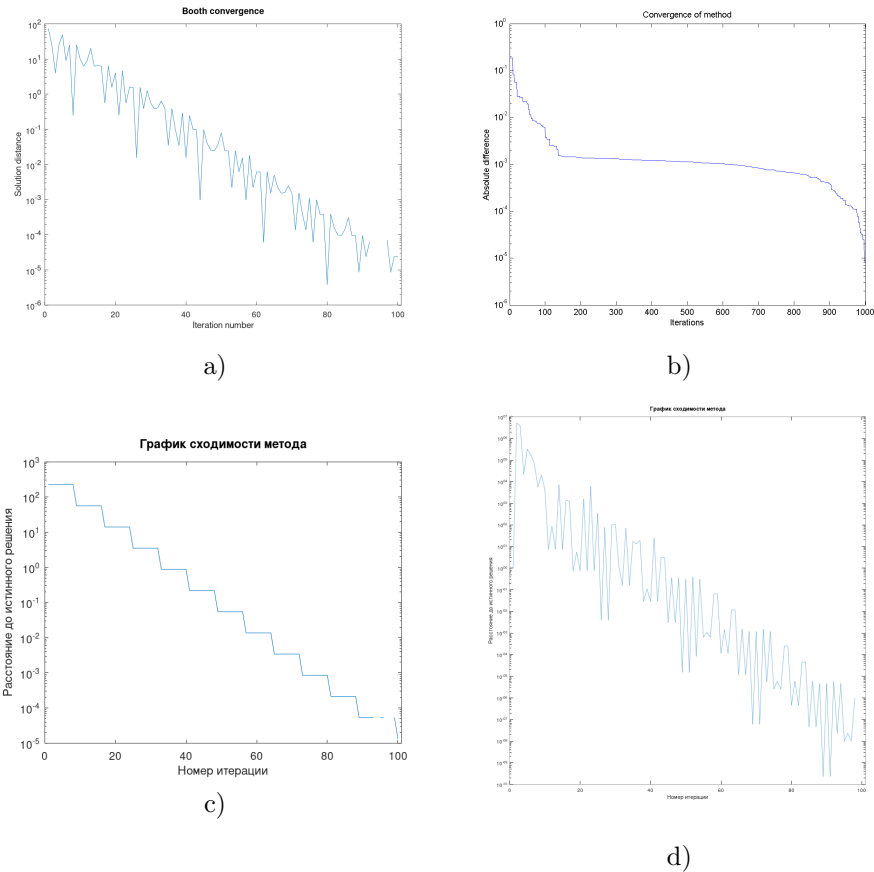 Booth convergence
10^2
10^1
10^0
10^-1
10^-2
10^-3
10^-4
10^-5
10^-6
Solution distance
0 20 40 60 80 100
Iteration number
a)
Convergence of method
10^0
10^-1
10^-2
10^-3
10^-4
10^-5
10^-6
Absolute difference
0 100 200 300 400 500 600 700 800 900 1000
Iterations
b)
График сходимости метода
10^3
10^2
10^1
10^0
10^-1
10^-2
10^-3
10^-4
10^-5
Расстояние до истинного решения
0 20 40 60 80 100
Номер итерации
c)
График сходимости метода
Расстояние до истинного решения
0 20 40 60 80 100
Номер итерации
d)